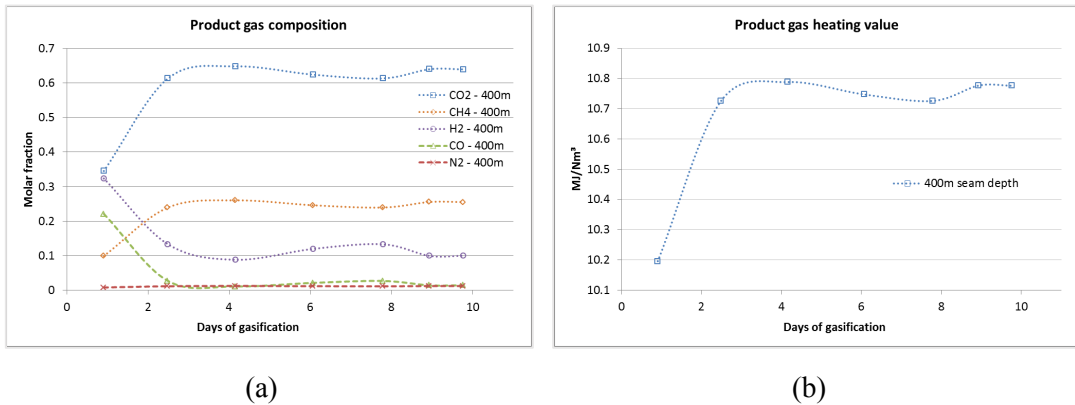 Product gas composition
0.7
0.6
0.5
0.4
0.3
0.2
0.1
0
Molar fraction
CO2 - 400m
CH4 - 400m
H2 - 400m
CO - 400m
N2 - 400m
0 2 4 6 8 10
Days of gasification
(a)
Product gas heating value
10.9
10.8
10.7
10.6
10.5
10.4
10.3
10.2
10.1
MJ/Nm³
400m seam depth
0 2 4 6 8 10
Days of gasification
(b)